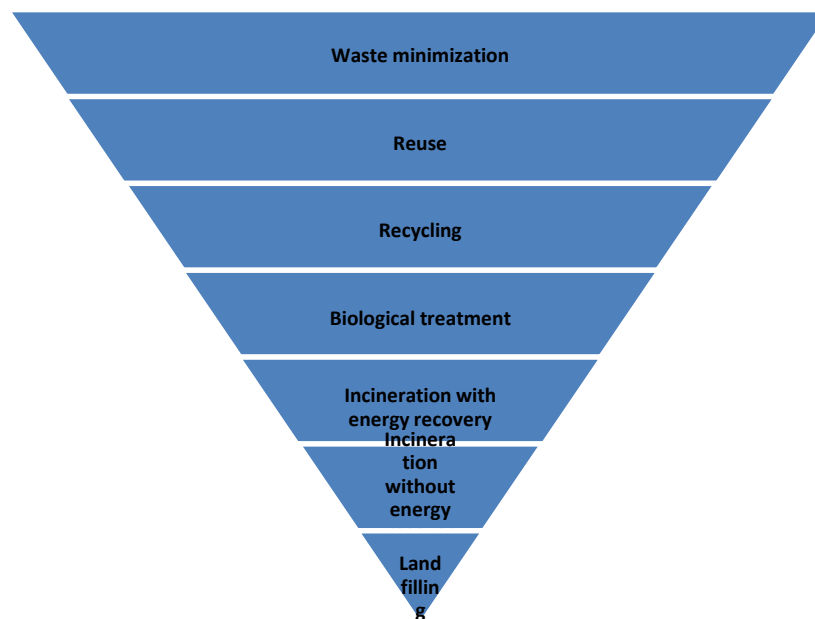 Waste minimization
Reuse
Recycling
Biological treatment
Incineration with
energy recovery
Incinera
tion
without
energy
Land
fillin
g